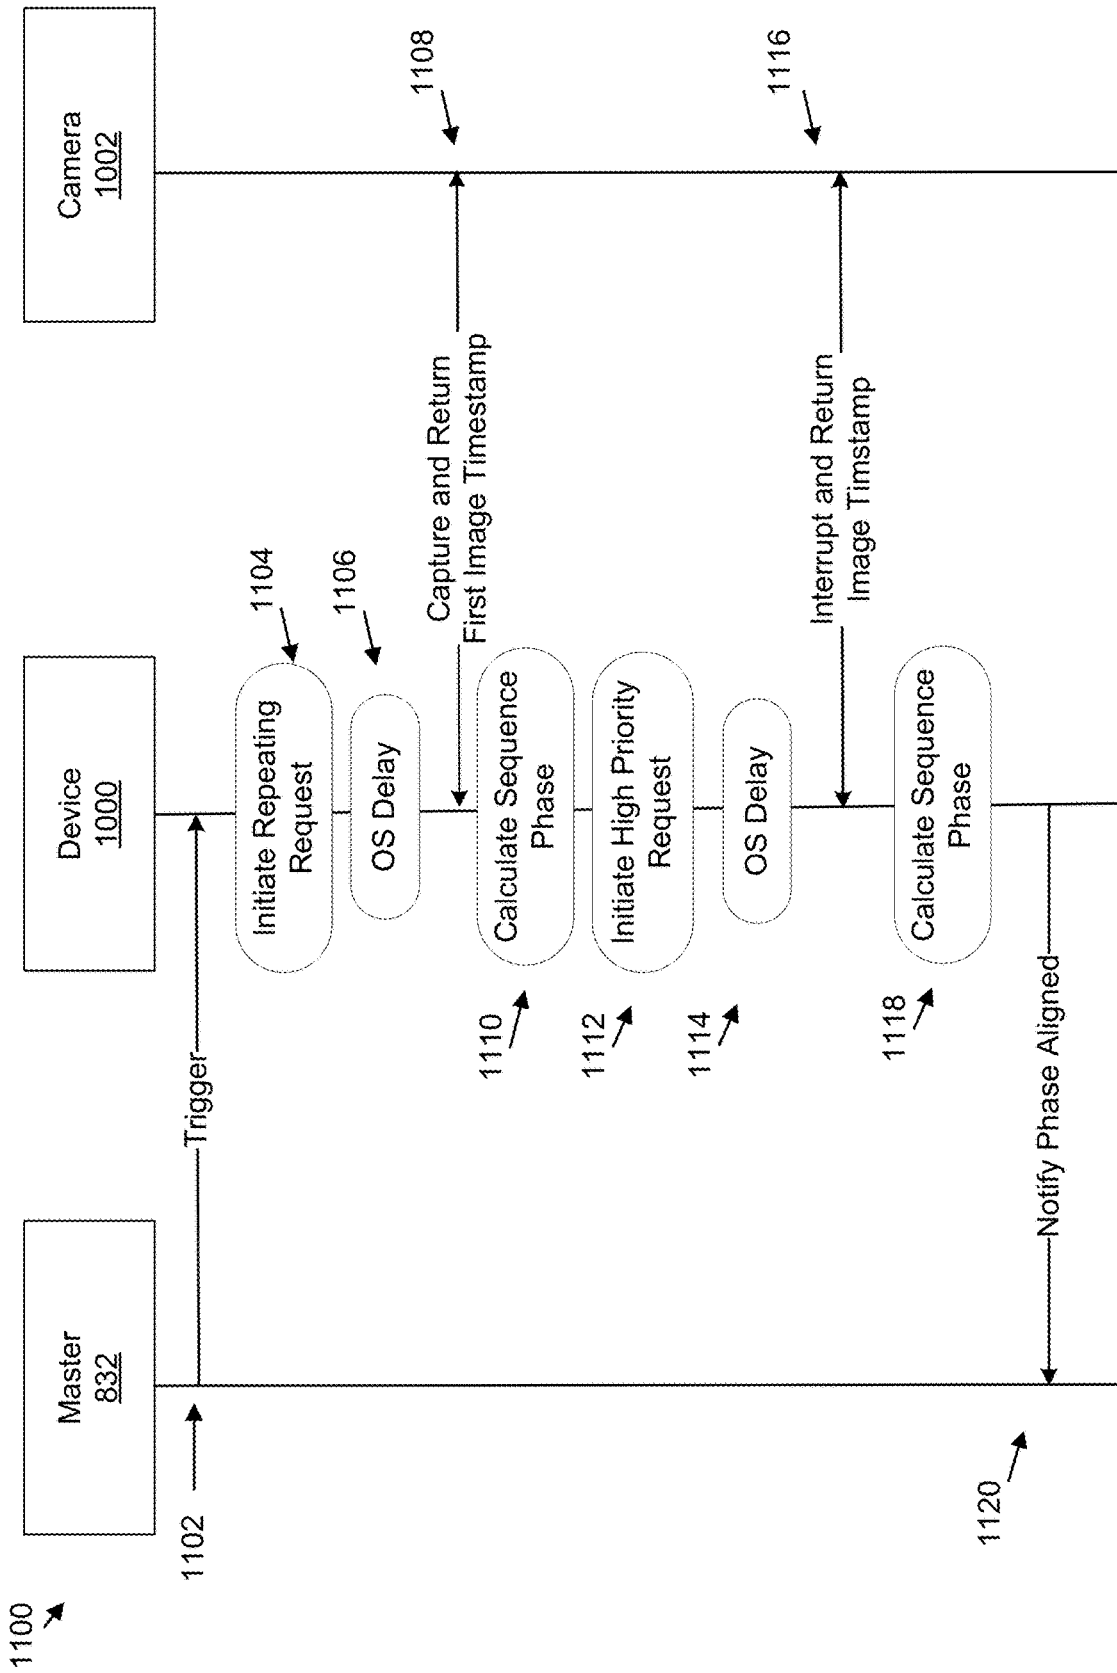 1100
Master
832
Device
1000
Camera
1002
1102
Trigger
Initiate Repeating
Request
1104
OS Delay
1106
Capture and Return
First Image Timestamp
1108
Calculate Sequence
Phase
1110
Initiate High Priority
Request
1112
OS Delay
1114
Interrupt and Return
Image Timstamp
1116
Calculate Sequence
Phase
1118
Notify Phase Aligned
1120